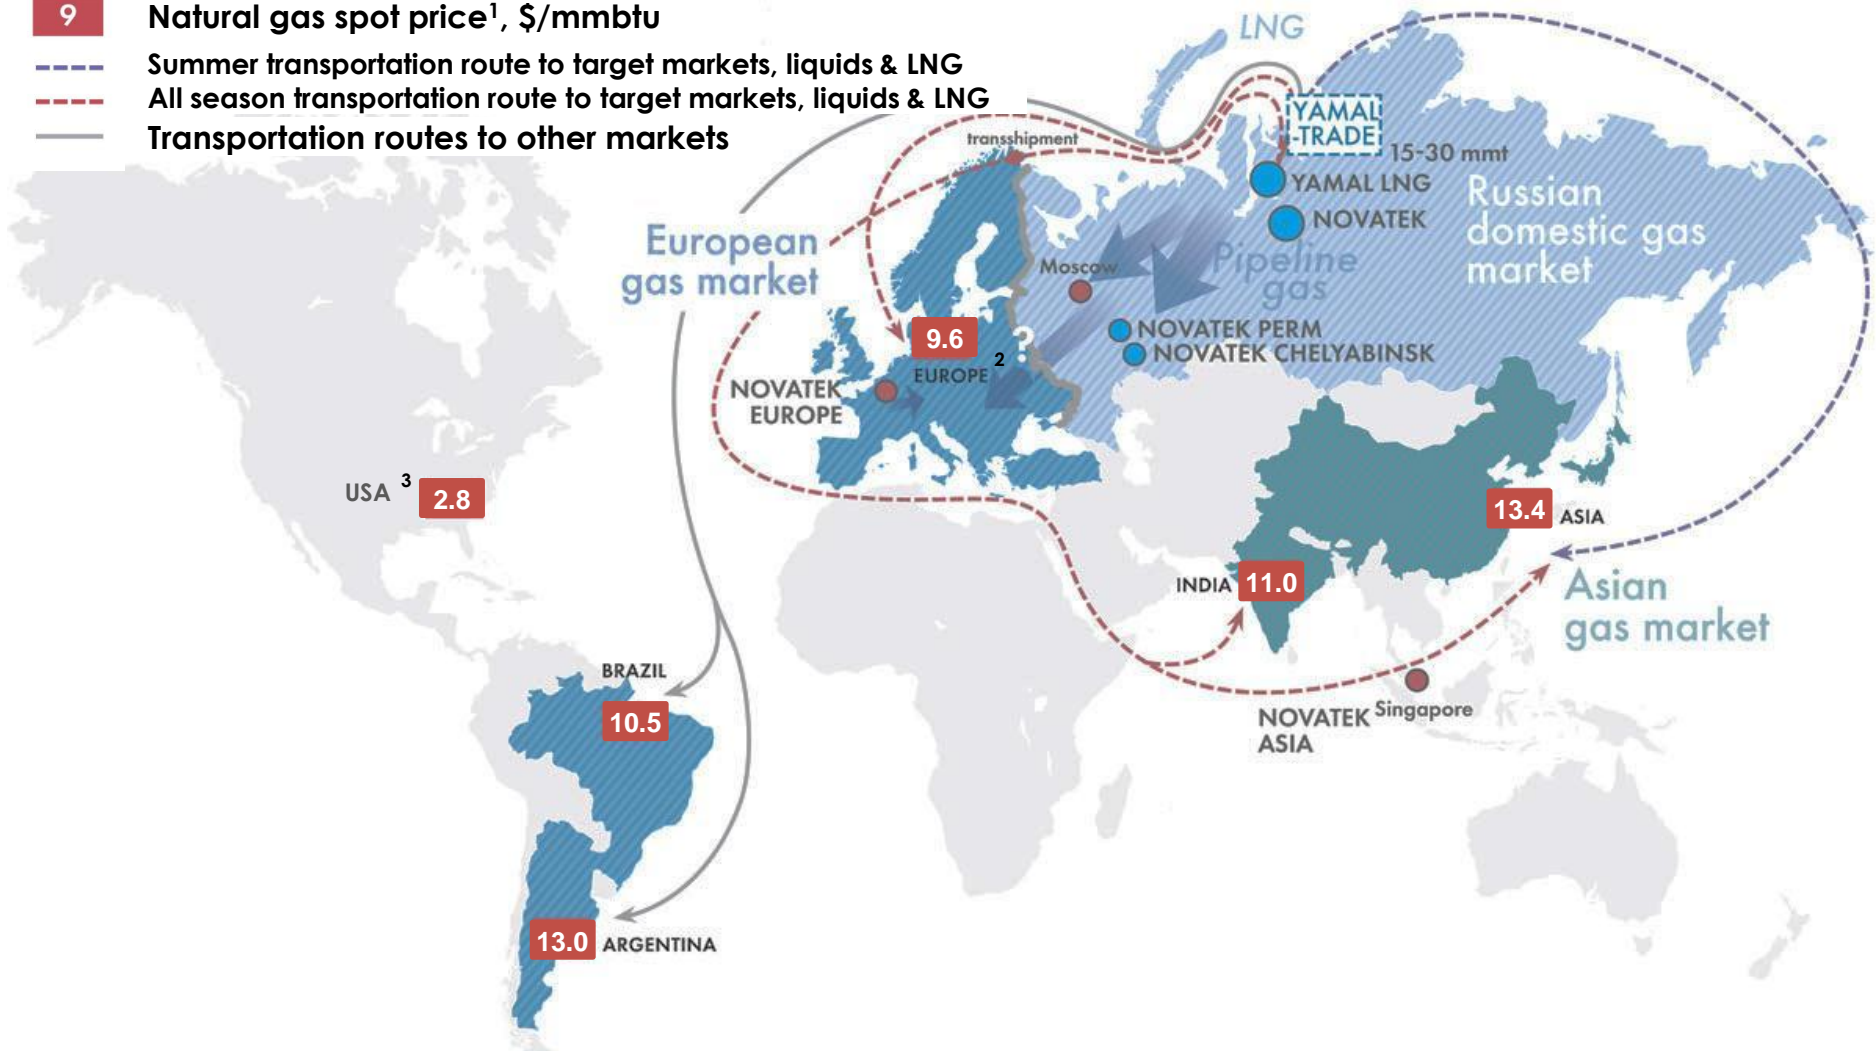 9 Natural gas spot price¹, $/mmbtu
Summer transportation route to target markets, liquids & LNG
All season transportation route to target markets, liquids & LNG
Transportation routes to other markets
LNG
transshipment
YAMAL
-TRADE
15-30 mmt
YAMAL LNG
NOVATEK
Russian
domestic gas
market
European
gas market
Moscow
Pipeline
gas
NOVATEK PERM
NOVATEK CHELYABINSK
9.6
?
EUROPE 2
NOVATEK
EUROPE
USA 3 2.8
13.4 ASIA
INDIA 11.0
Asian
gas market
BRAZIL
10.5
NOVATEK
ASIA
Singapore
13.0 ARGENTINA